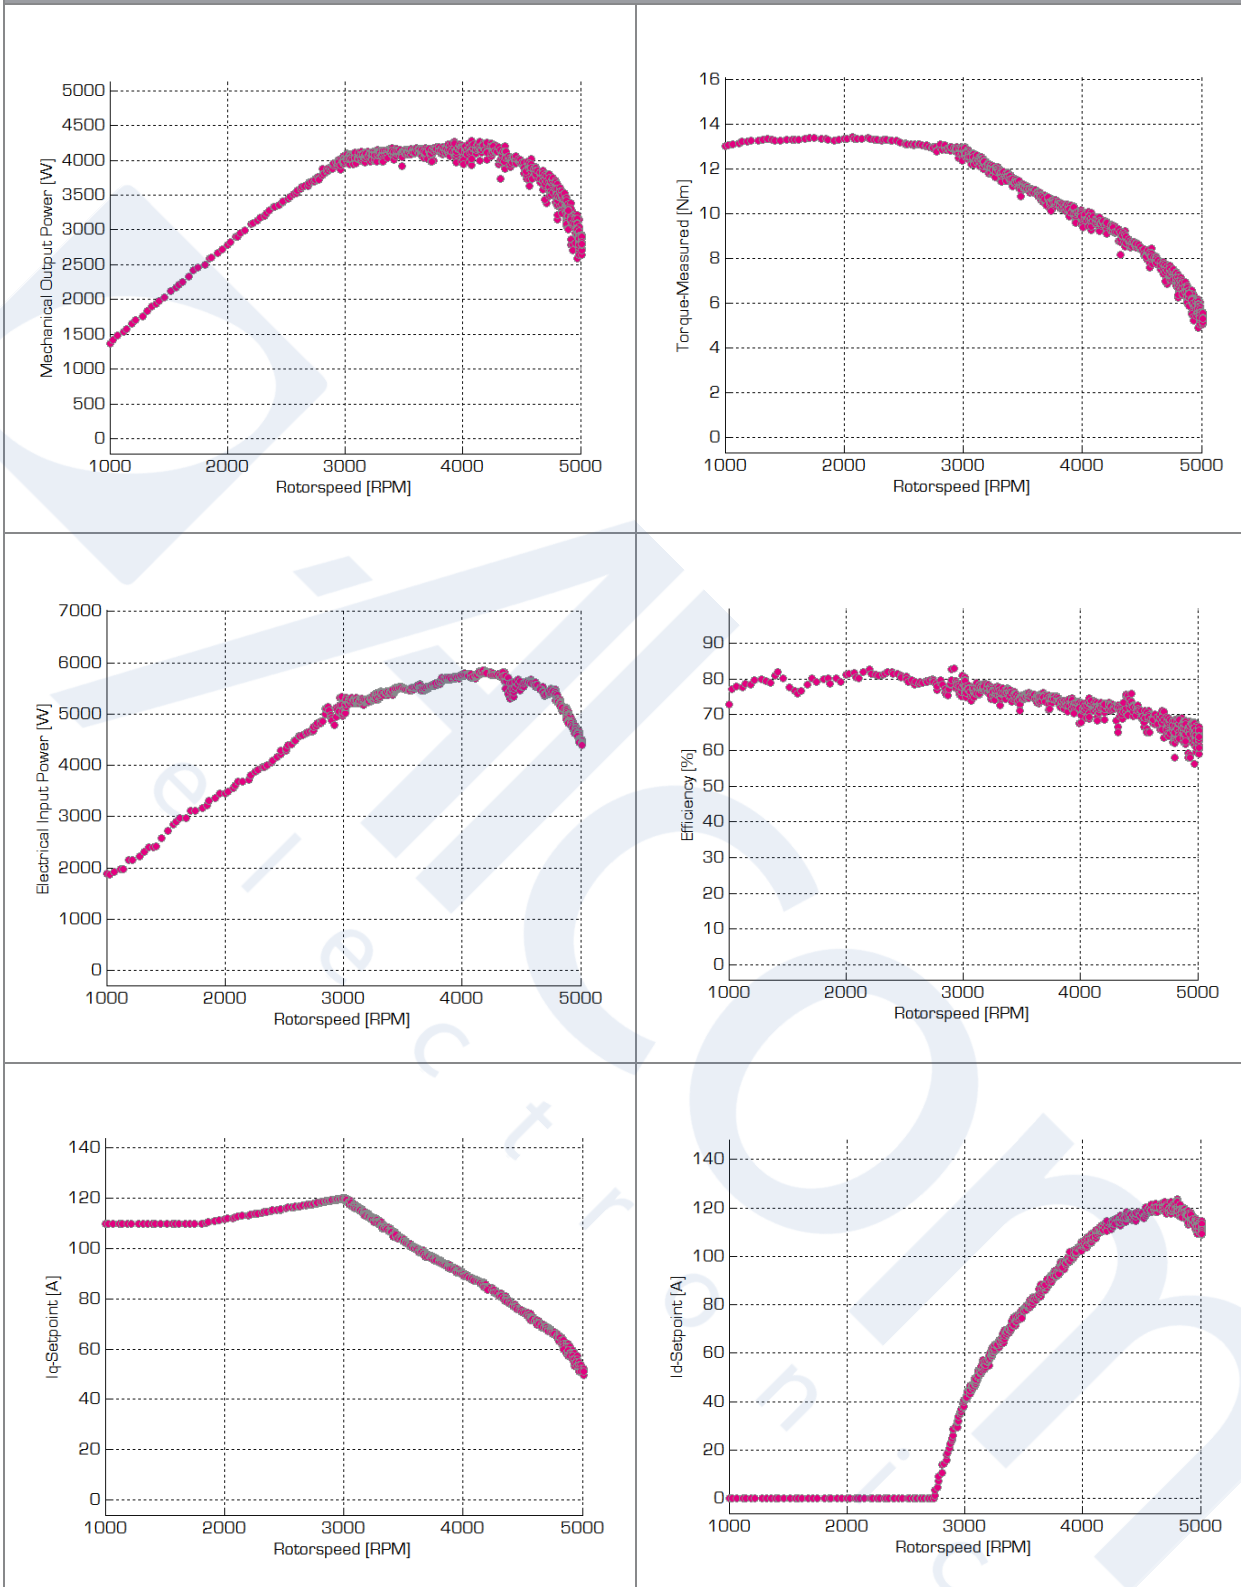 5000
4500
4000
3500
3000
2500
2000
1500
1000
500
0
Mechanical Output Power [W]
1000 2000 3000 4000 5000
Rotorspeed [RPM]
16
14
12
10
8
6
4
2
0
Torque-Measured [Nm]
1000 2000 3000 4000 5000
Rotorspeed [RPM]
7000
6000
5000
4000
3000
2000
1000
0
Electrical Input Power [W]
1000 2000 3000 4000 5000
Rotorspeed [RPM]
90
80
70
60
50
40
30
20
10
0
Efficiency [%]
1000 2000 3000 4000 5000
Rotorspeed [RPM]
140
120
100
80
60
40
20
0
Iq-Setpoint [A]
1000 2000 3000 4000 5000
Rotorspeed [RPM]
140
120
100
80
60
40
20
0
Id-Setpoint [A]
1000 2000 3000 4000 5000
Rotorspeed [RPM]
electronic